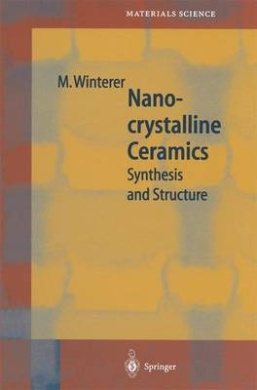 MATERIALS SCIENCE
M. Winterer
Nano-
crystalline
Ceramics
Synthesis
and Structure
Springer